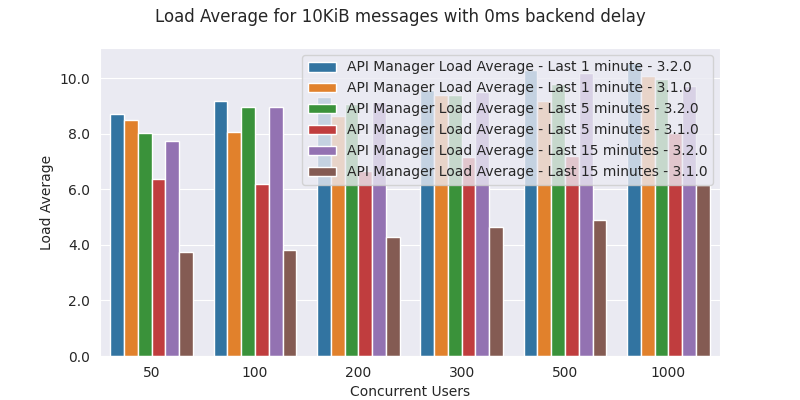 Load Average for 10KiB messages with 0ms backend delay
API Manager Load Average - Last 1 minute - 3.2.0
API Manager Load Average - Last 1 minute - 3.1.0
API Manager Load Average - Last 5 minutes - 3.2.0
API Manager Load Average - Last 5 minutes - 3.1.0
API Manager Load Average - Last 15 minutes - 3.2.0
API Manager Load Average - Last 15 minutes - 3.1.0
Load Average
10.0
8.0
6.0
4.0
2.0
0.0
50 100 200 300 500 1000
Concurrent Users